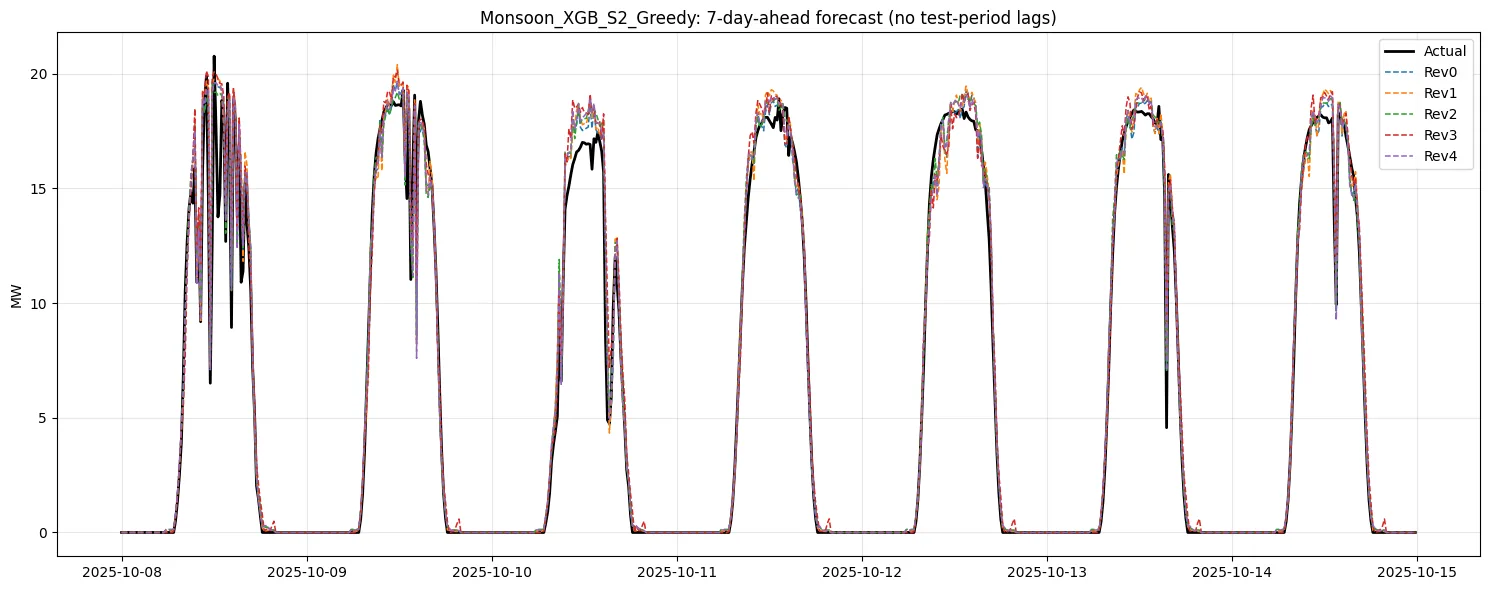 Monsoon_XGB_S2_Greedy: 7-day-ahead forecast (no test-period lags)
Actual
Rev0
Rev1
Rev2
Rev3
Rev4
MW
20
15
10
5
0
2025-10-08
2025-10-09
2025-10-10
2025-10-11
2025-10-12
2025-10-13
2025-10-14
2025-10-15